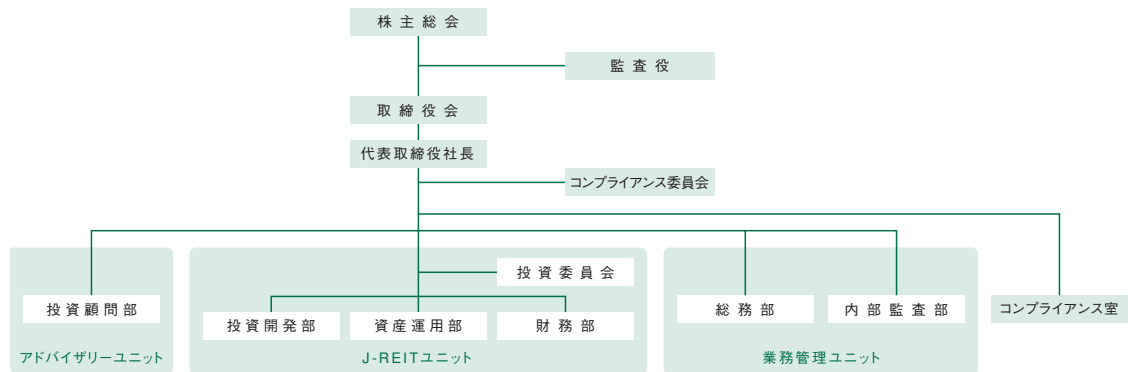 株主総会
監査役
取締役会
代表取締役社長
コンプライアンス委員会
投資委員会
投資顧問部
投資開発部
資産運用部
財務部
総務部
内部監査部
コンプライアンス室
アドバイザリーユニット
J-REITユニット
業務管理ユニット